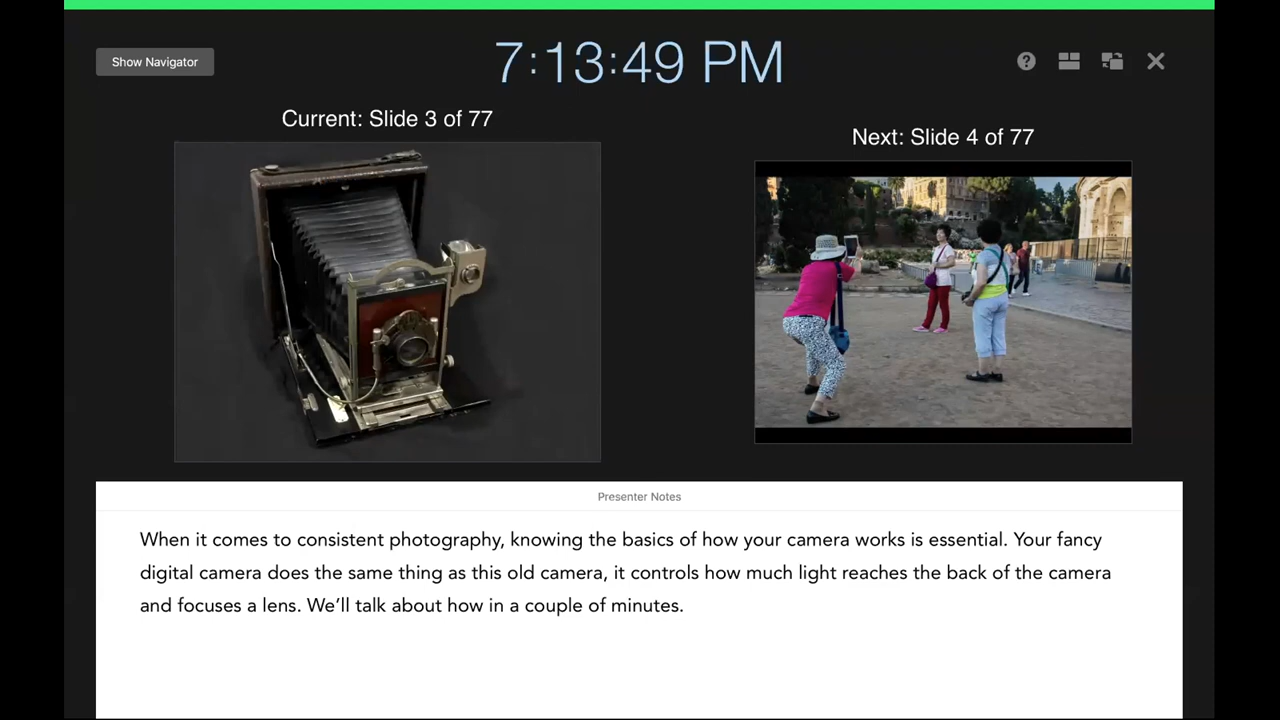 Show Navigator
7:13:49 PM
Current: Slide 3 of 77
Next: Slide 4 of 77
Presenter Notes
When it comes to consistent photography, knowing the basics of how your camera works is essential. Your fancy
digital camera does the same thing as this old camera, it controls how much light reaches the back of the camera
and focuses a lens. We’ll talk about how in a couple of minutes.